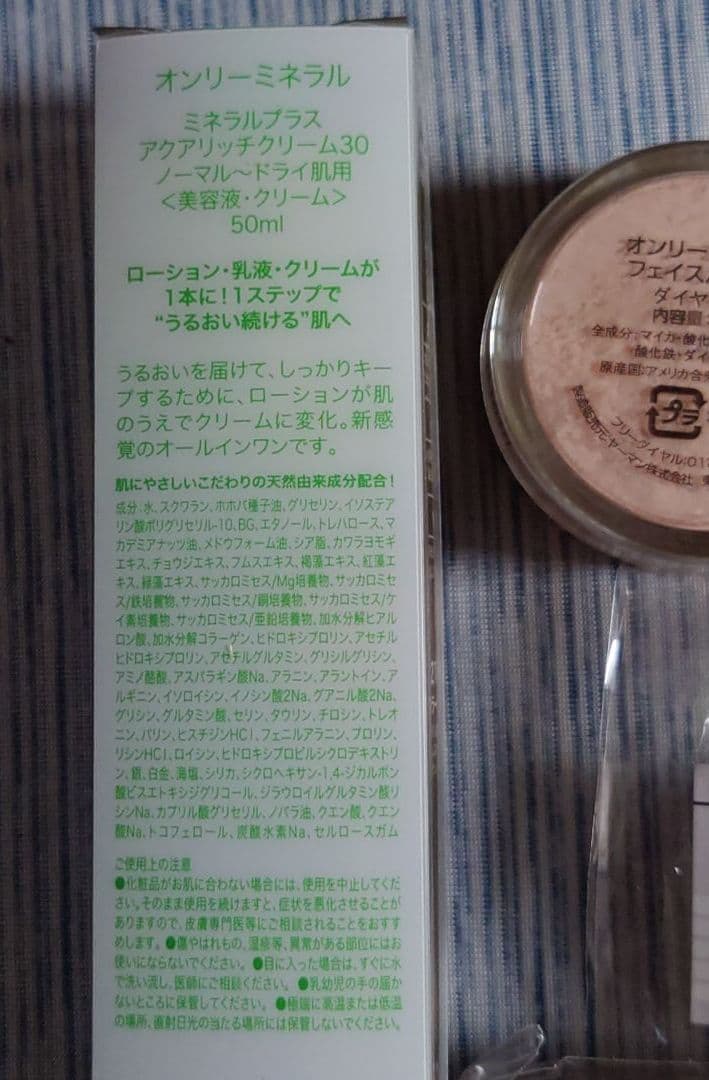 オンリーミネラル
ミネラルプラス
アクアリッチクリーム30
ノーマル〜ドライ肌用
<美容液・クリーム>
50ml
ローション・乳液・クリームが
1本に!1ステップで
“うるおい続ける”肌へ
うるおいを届けて、しっかりキー
プするために、ローションが肌
のうえでクリームに変化。新感
覚のオールインワンです。
肌にやさしいこだわりの天然由来成分配合!
成分:水、スクワラン、ホホバ種子油、グリセリン、イソステア
リン酸ポリグリセリル-10、BG、エタノール、トレハロース、マ
カデミアナッツ油、メドウフォーム油、シア脂、カワラヨモギ
エキス、チョウジエキス、フムスエキス、褐藻エキス、紅藻エ
キス、緑藻エキス、サッカロミセス/Mg培養物、サッカロミセ
ス/鉄培養物、サッカロミセス/銅培養物、サッカロミセス/ケ
イ素培養物、サッカロミセス/亜鉛培養物、加水分解ヒアル
ロン酸、加水分解コラーゲン、ヒドロキシプロリン、アセチル
ヒドロキシプロリン、アセチルグルタミン、グリシルグリシン、
アミノ酪酸、アスパラギン酸Na、アラニン、アラントイン、ア
ルギニン、イソロイシン、イノシン酸2Na、グアニル酸2Na、
グリシン、グルタミン酸、セリン、タウリン、チロシン、トレオ
ニン、バリン、ヒスチジンHCl、フェニルアラニン、プロリン、
リシンHCl、ロイシン、ヒドロキシプロピルシクロデキストリ
ン、銀、白金、海塩、シリカ、シクロヘキサン-1,4-ジカルボン
酸ビスエトキシジグリコール、ジラウロイルグルタミン酸リ
シンNa、カプリル酸グリセリル、ノバラ油、クエン酸、クエン
酸Na、トコフェロール、炭酸水素Na、セルロースガム
ご使用上の注意
●化粧品がお肌に合わない場合には、使用を中止してくだ
さい。そのまま使用を続けますと、症状を悪化させることが
ありますので、皮膚専門医等にご相談されることをおすす
めします。●傷やはれもの、湿疹等、異常がある部位にはお
使いにならないでください。●目に入った場合は、すぐに水
で洗い流し、医師にご相談ください。●乳幼児の手の届か
ないところに保管してください。●極端に高温または低温
の場所、直射日光の当たる場所には保管しないでください。
オンリー
フェイス
ダイヤ
内容量:
全成分:マイカ・酸化
酸化鉄・ダイ
原産国:アメリカ合
プラ
フリーダイヤル:01
製造販売元:ヤーマン株式会社 東